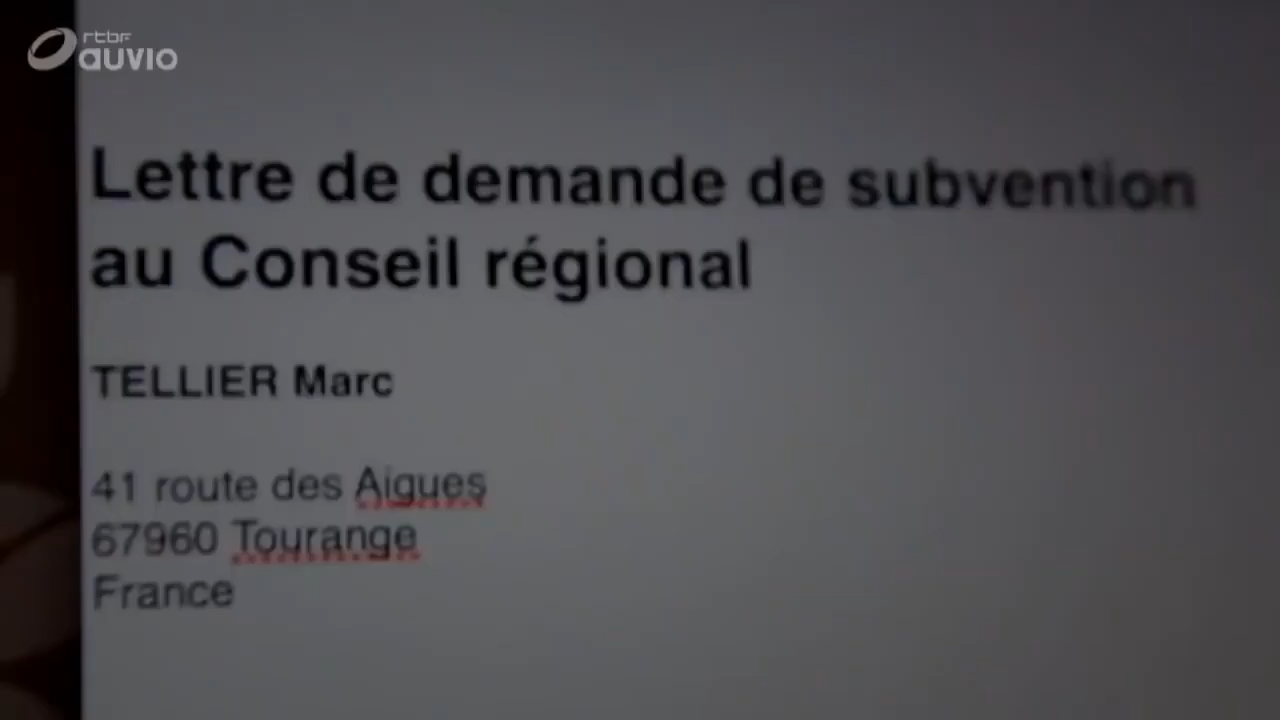 rtbf
auvio
Lettre de demande de subvention
au Conseil régional
TELLIER Marc
41 route des Aigues
67960 Tourange
France